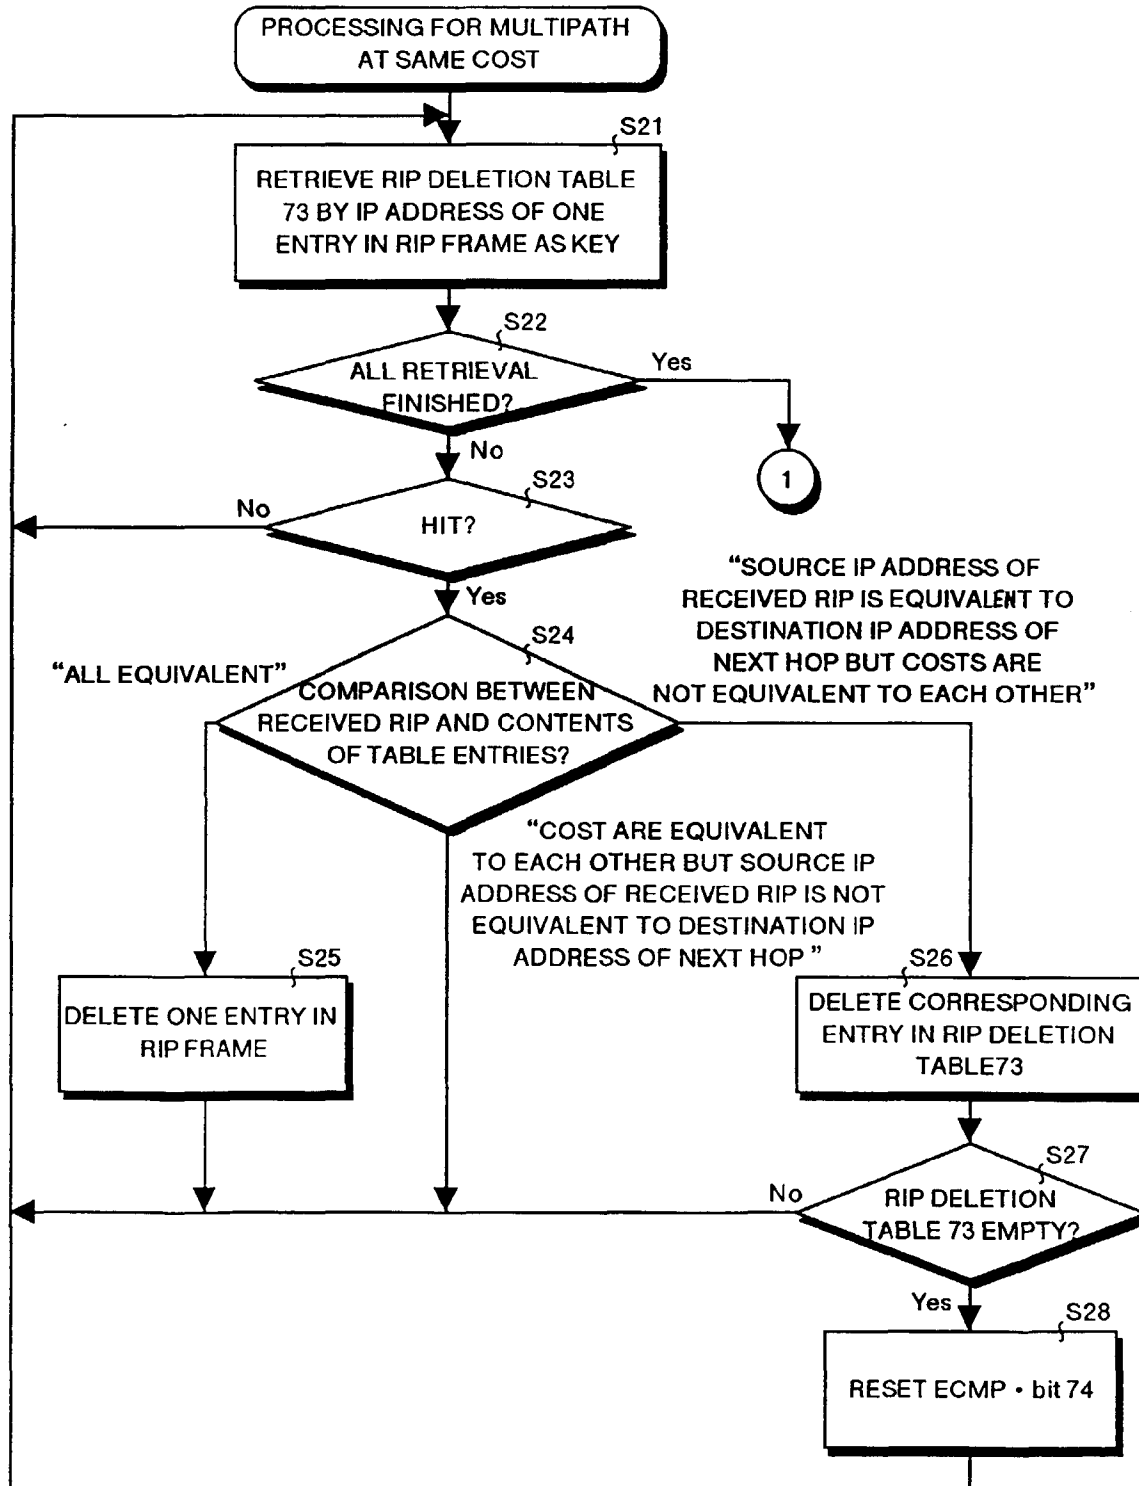 PROCESSING FOR MULTIPATH
AT SAME COST
S21
RETRIEVE RIP DELETION TABLE
73 BY IP ADDRESS OF ONE
ENTRY IN RIP FRAME AS KEY
S22
ALL RETRIEVAL
FINISHED?
Yes
No
1
S23
HIT?
No
Yes
S24
COMPARISON BETWEEN
RECEIVED RIP AND CONTENTS
OF TABLE ENTRIES?
“ALL EQUIVALENT”
“SOURCE IP ADDRESS OF
RECEIVED RIP IS EQUIVALENT TO
DESTINATION IP ADDRESS OF
NEXT HOP BUT COSTS ARE
NOT EQUIVALENT TO EACH OTHER”
“COST ARE EQUIVALENT
TO EACH OTHER BUT SOURCE IP
ADDRESS OF RECEIVED RIP IS NOT
EQUIVALENT TO DESTINATION IP
ADDRESS OF NEXT HOP ”
S25
DELETE ONE ENTRY IN
RIP FRAME
S26
DELETE CORRESPONDING
ENTRY IN RIP DELETION
TABLE73
S27
RIP DELETION
TABLE 73 EMPTY?
No
Yes
S28
RESET ECMP • bit 74